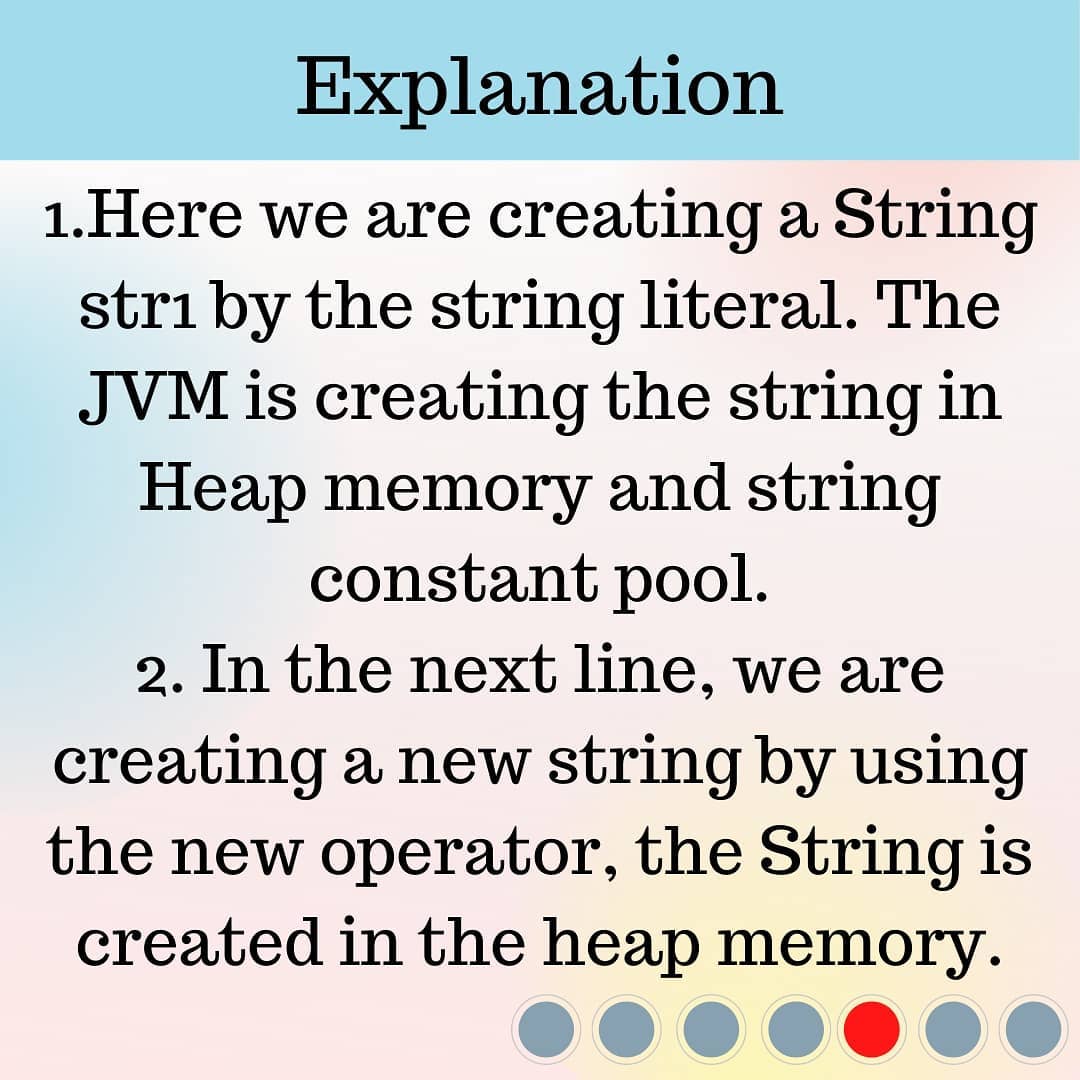 Explanation
1.Here we are creating a String
str1 by the string literal. The
JVM is creating the string in
Heap memory and string
constant pool.
2. In the next line, we are
creating a new string by using
the new operator, the String is
created in the heap memory.